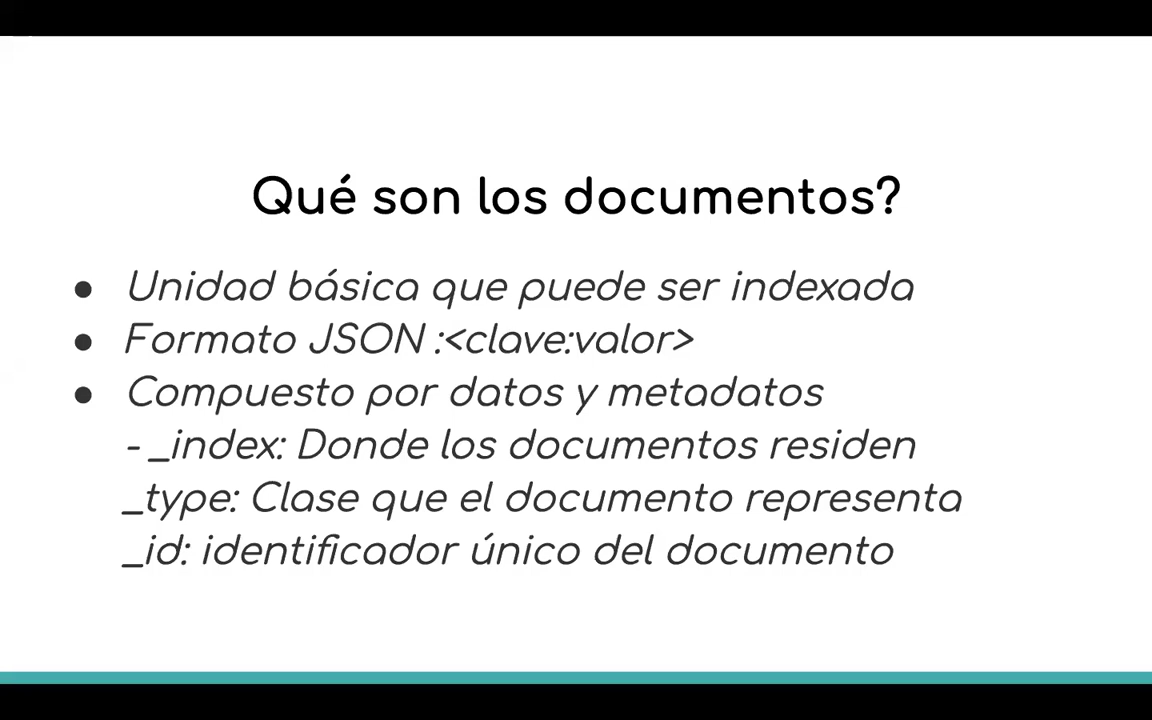 Qué son los documentos?
● Unidad básica que puede ser indexada
● Formato JSON :<clave:valor>
● Compuesto por datos y metadatos
- _index: Donde los documentos residen
_type: Clase que el documento representa
_id: identificador único del documento